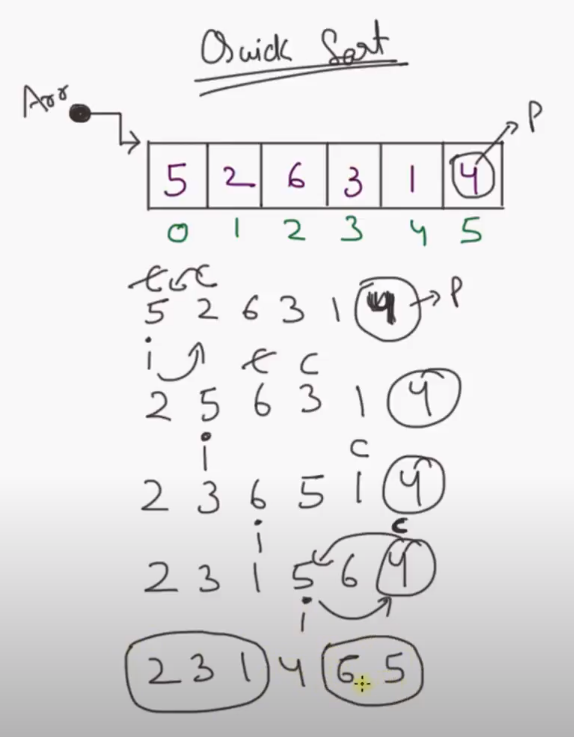 Quick Sort
Arr
P
5 2 6 3 1 4
0 1 2 3 4 5
C C
5 2 6 3 1 4 P
i C C
2 5 6 3 1 4
i C
2 3 6 5 1 4
i C
2 3 1 5 6 4
i
2 3 1 4 6 5